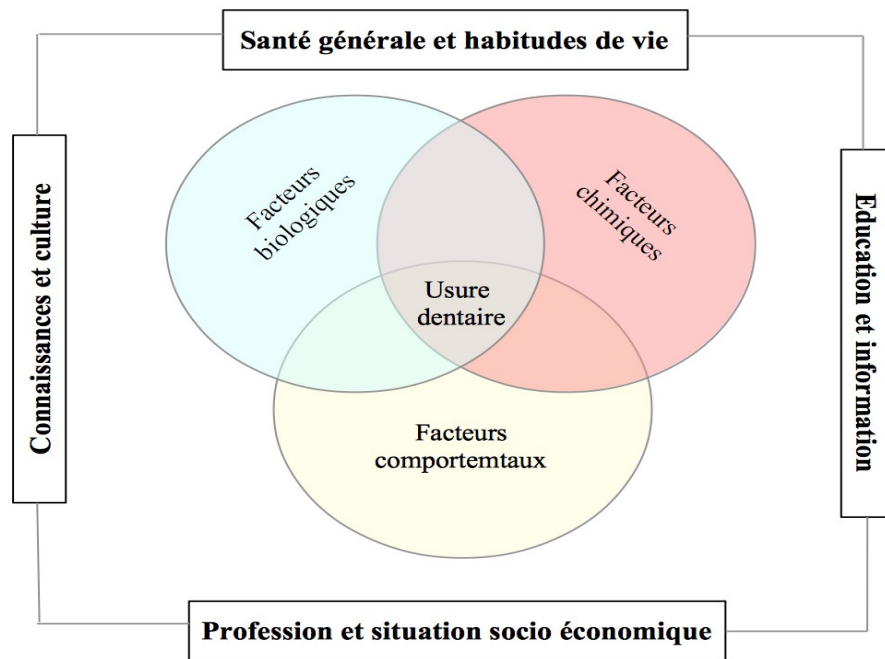 Santé générale et habitudes de vie
Connaissances et culture
Facteurs
biologiques
Facteurs
chimiques
Education et information
Usure
dentaire
Facteurs
comportemtaux
Profession et situation socio économique